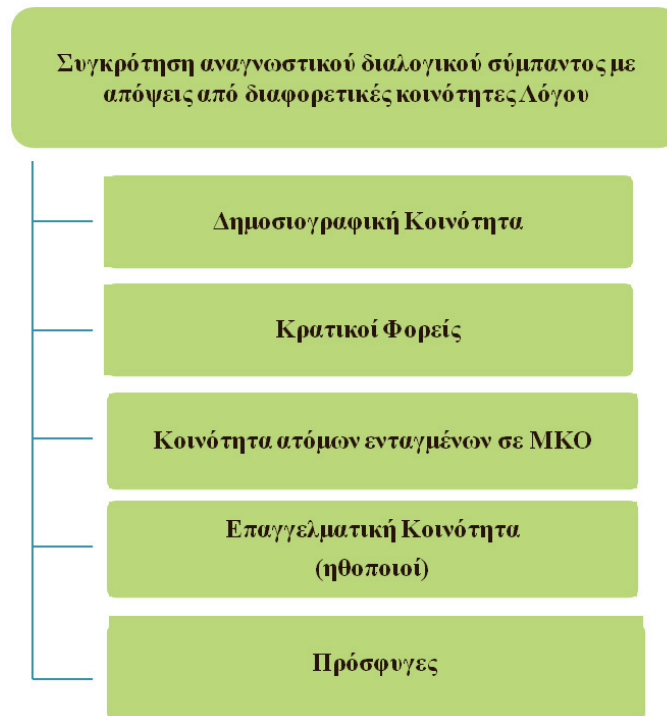 Συγκρότηση αναγνωστικού διαλογικού σύμπαντος με
απόψεις από διαφορετικές κοινότητες Λόγου
Δημοσιογραφική Κοινότητα
Κρατικοί Φορείς
Κοινότητα ατόμων ενταγμένων σε ΜΚΟ
Επαγγελματική Κοινότητα
(ηθοποιοί)
Πρόσφυγες